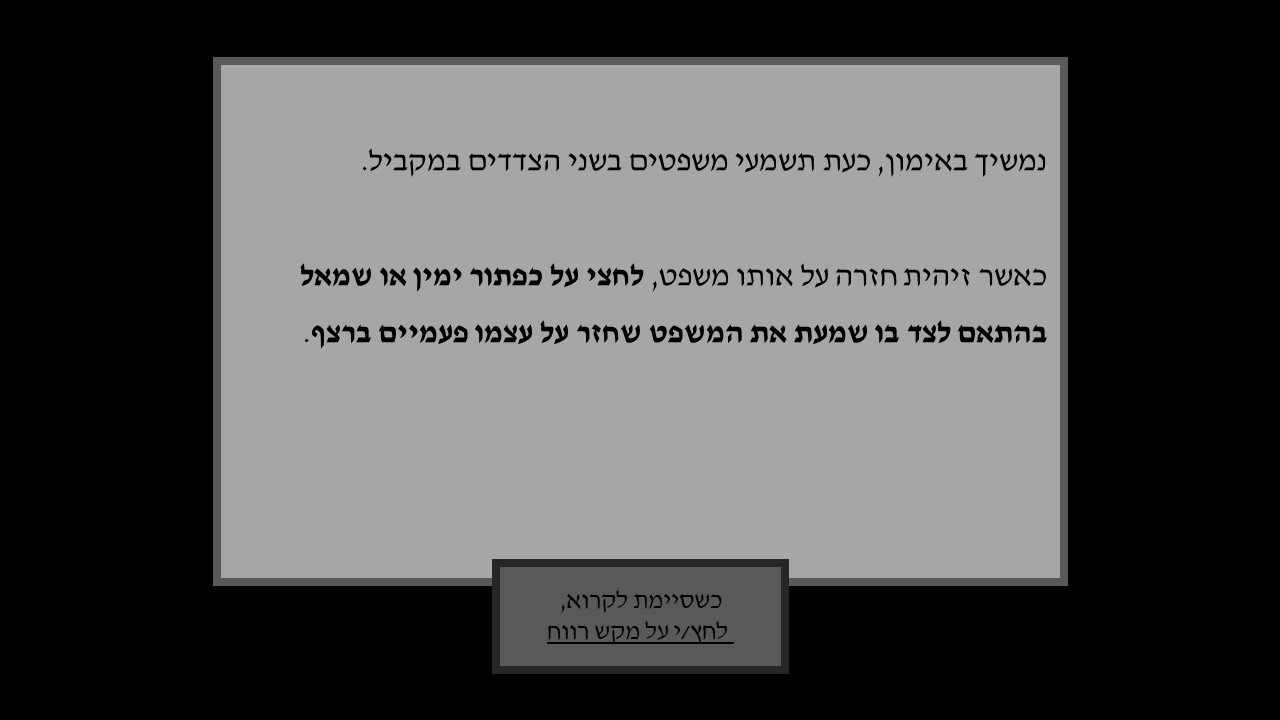 נמשיך באימון, כעת תשמעי משפטים בשני הצדדים במקביל.
כאשר זיהית חזרה על אותו משפט, לחצי על כפתור ימין או שמאל
בהתאם לצד בו שמעת את המשפט שחזר על עצמו פעמיים ברצף.
כשסיימת לקרוא,
לחץ/י על מקש רווח